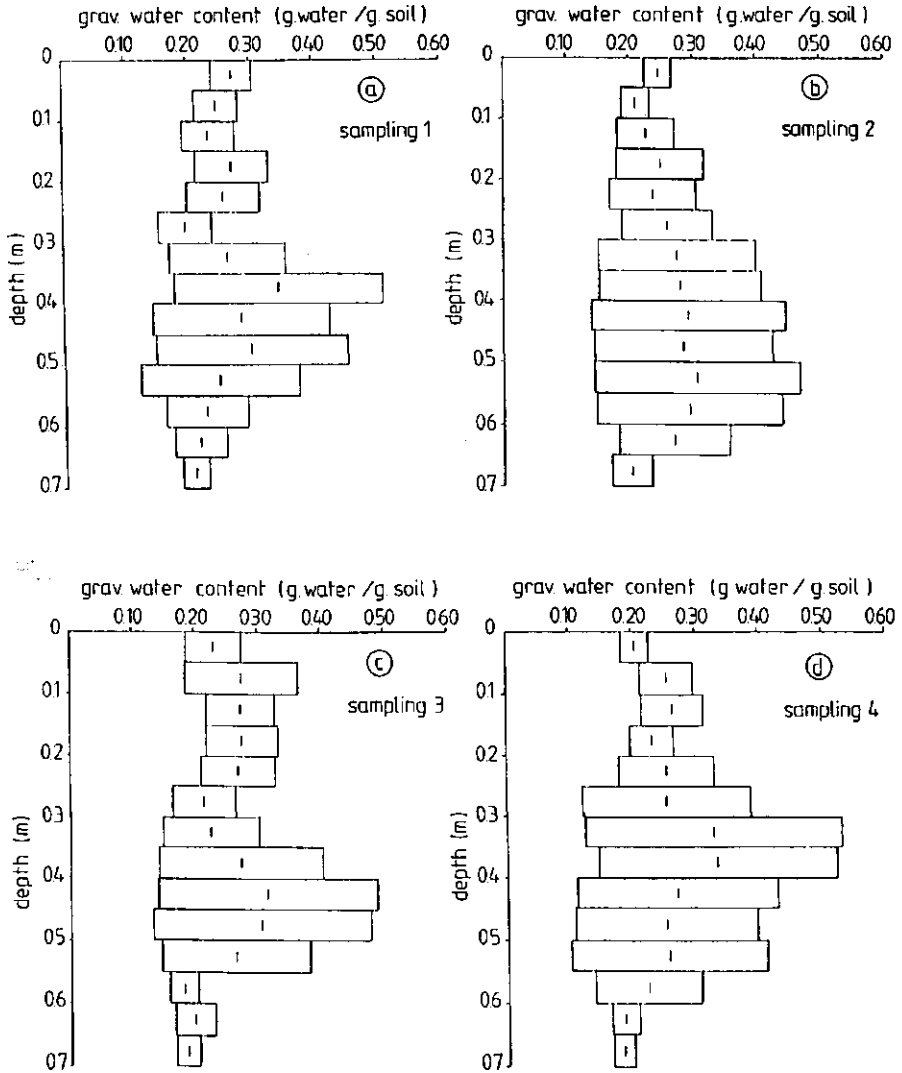 grav. water content (g.water/g.soil)
0.10 0.20 0.30 0.40 0.50 0.60
0
0.1
0.2
0.3
0.4
0.5
0.6
0.7
depth (m)
a
sampling 1
grav. water content (g.water/g.soil)
0.10 0.20 0.30 0.40 0.50 0.60
0
0.1
0.2
0.3
0.4
0.5
0.6
0.7
depth (m)
b
sampling 2
grav. water content (g.water/g.soil)
0.10 0.20 0.30 0.40 0.50 0.60
0
0.1
0.2
0.3
0.4
0.5
0.6
0.7
depth (m)
c
sampling 3
grav. water content (g.water/g.soil)
0.10 0.20 0.30 0.40 0.50 0.60
0
0.1
0.2
0.3
0.4
0.5
0.6
0.7
depth (m)
d
sampling 4